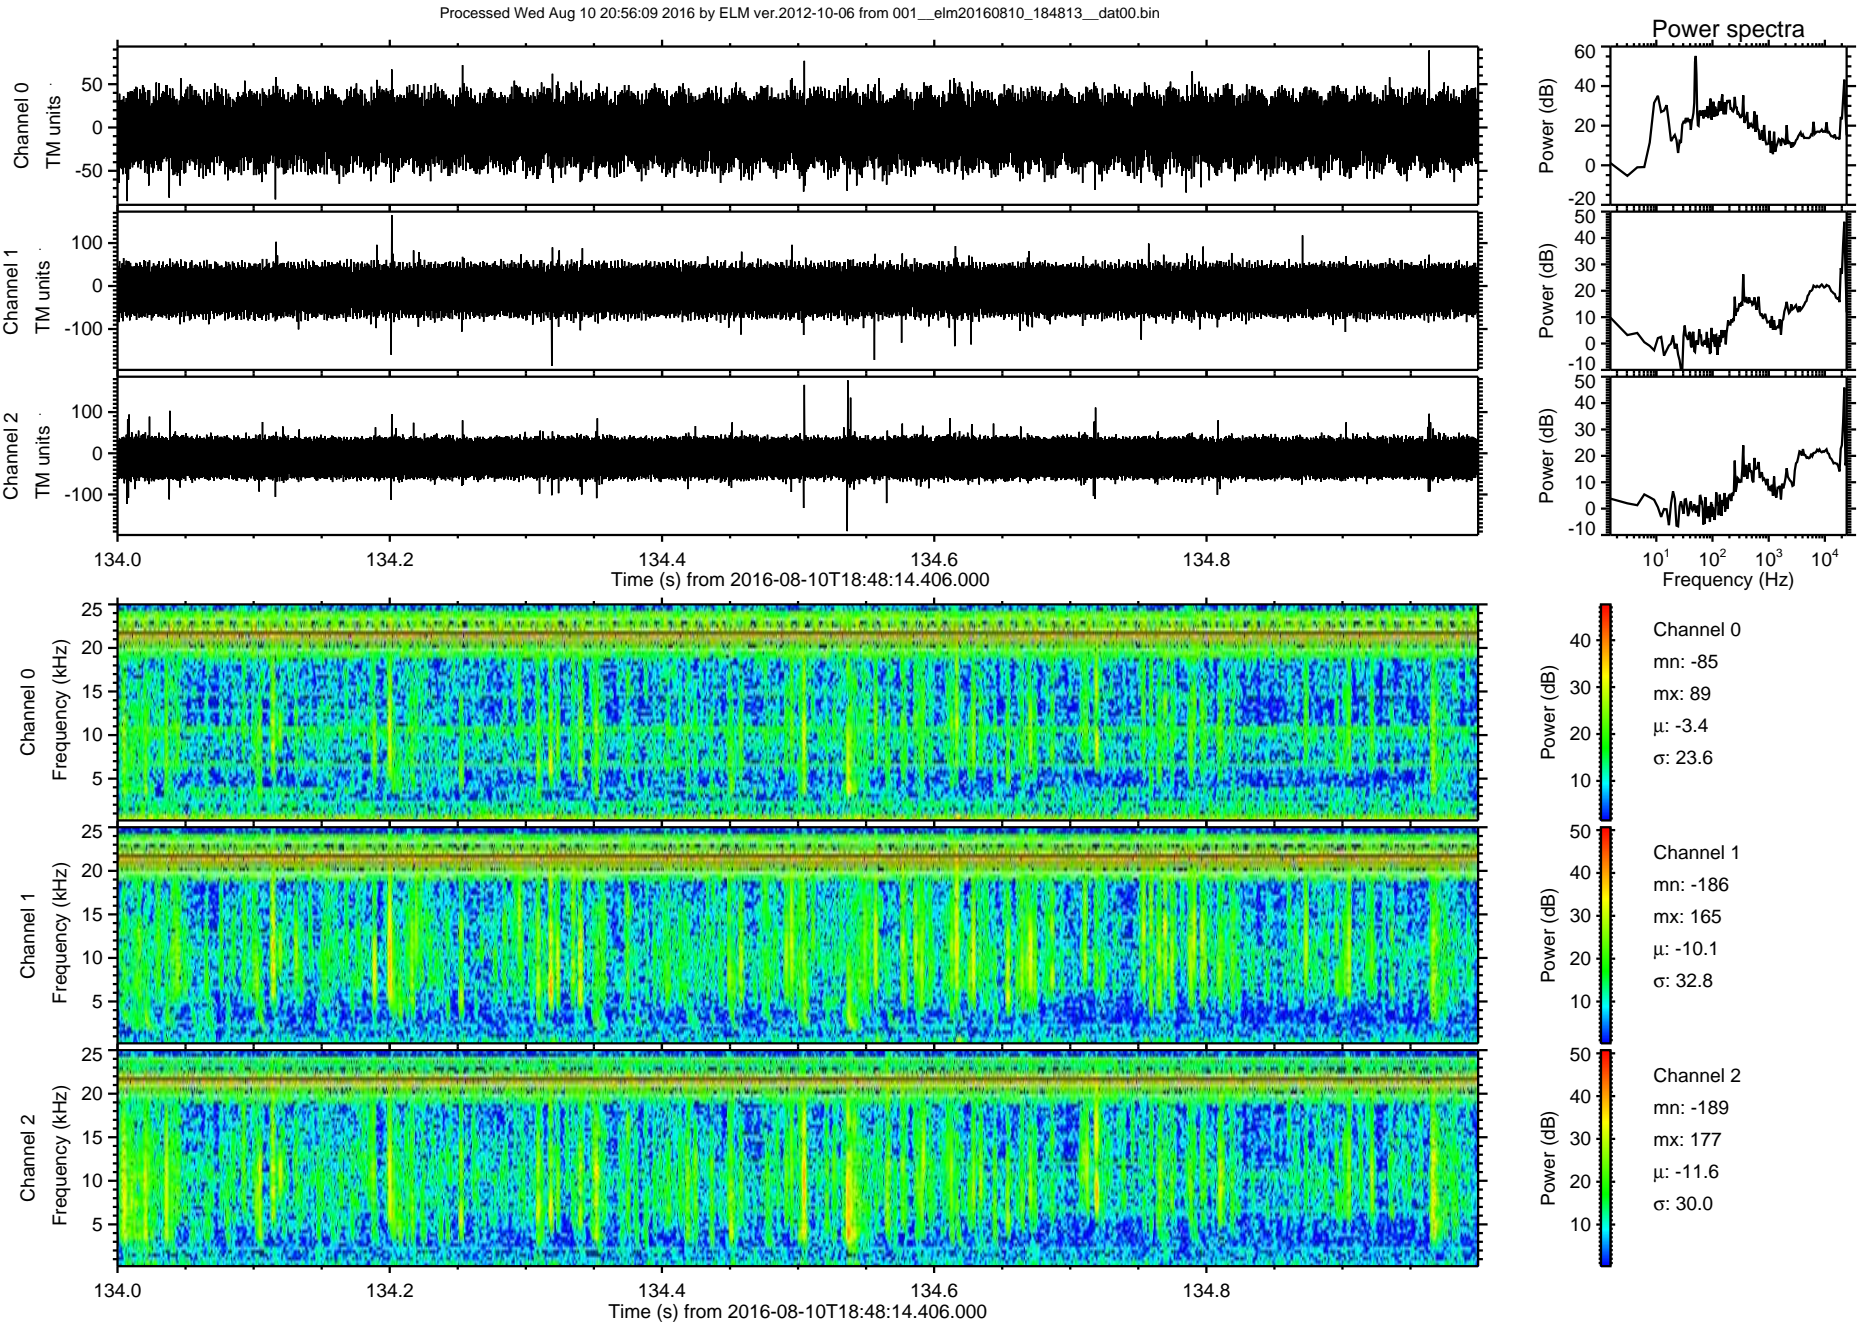 Processed Wed Aug 10 20:56:09 2016 by ELM ver.2012-10-06 from 001__elm20160810_184813__dat00.bin
Power spectra
Channel 0
TM units
50
0
-50
Power (dB)
60
40
20
0
-20
Channel 1
TM units
100
0
-100
Power (dB)
50
40
30
20
10
0
-10
Channel 2
TM units
100
0
-100
Power (dB)
50
40
30
20
10
0
-10
134.0 134.2 134.4 134.6 134.8
Time (s) from 2016-08-10T18:48:14.406.000
10¹ 10² 10³ 10⁴
Frequency (Hz)
Channel 0
Frequency (kHz)
25
20
15
10
5
Power (dB)
40
30
20
10
Channel 0
mn: -85
mx: 89
μ: -3.4
σ: 23.6
Channel 1
Frequency (kHz)
25
20
15
10
5
Power (dB)
50
40
30
20
10
Channel 1
mn: -186
mx: 165
μ: -10.1
σ: 32.8
Channel 2
Frequency (kHz)
25
20
15
10
5
Power (dB)
50
40
30
20
10
Channel 2
mn: -189
mx: 177
μ: -11.6
σ: 30.0
134.0 134.2 134.4 134.6 134.8
Time (s) from 2016-08-10T18:48:14.406.000